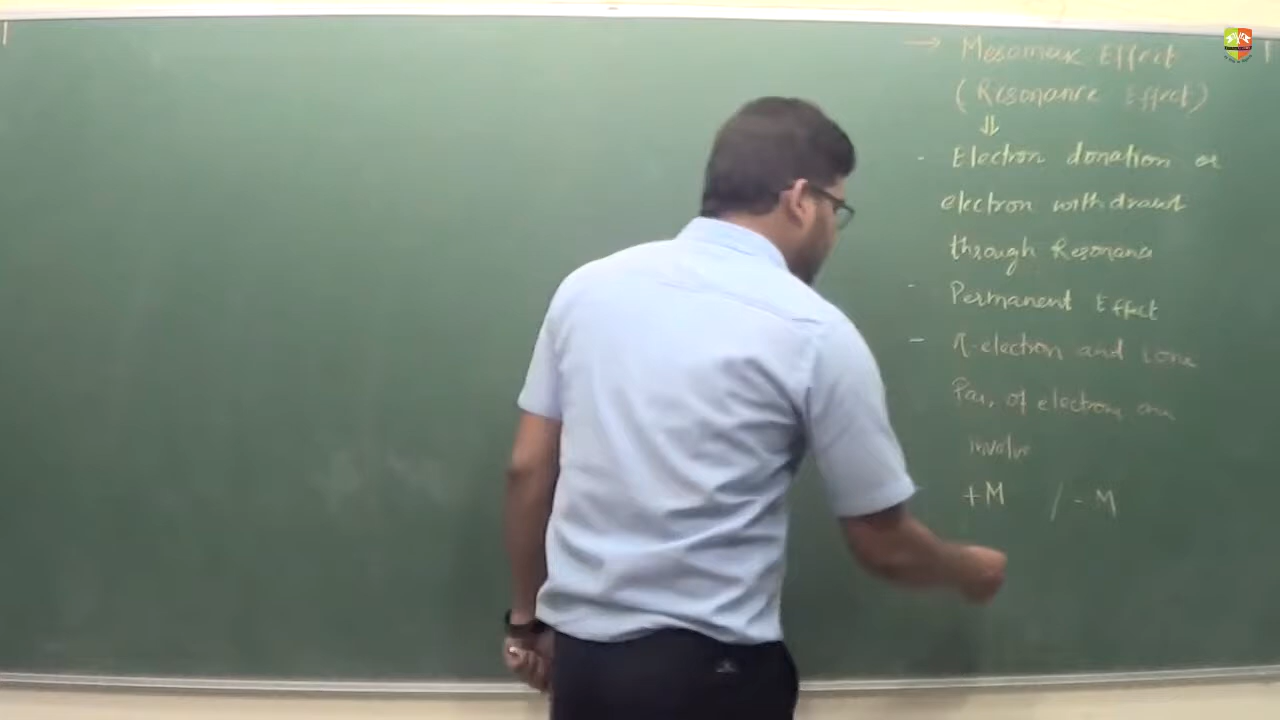 → Mesomeric Effect
(Resonance Effect)
⇓
- Electron donation or
electron withdrawl
through Resonance
- Permanent Effect
- π-electron and lone
Pair of electron are
involve
+M / - M